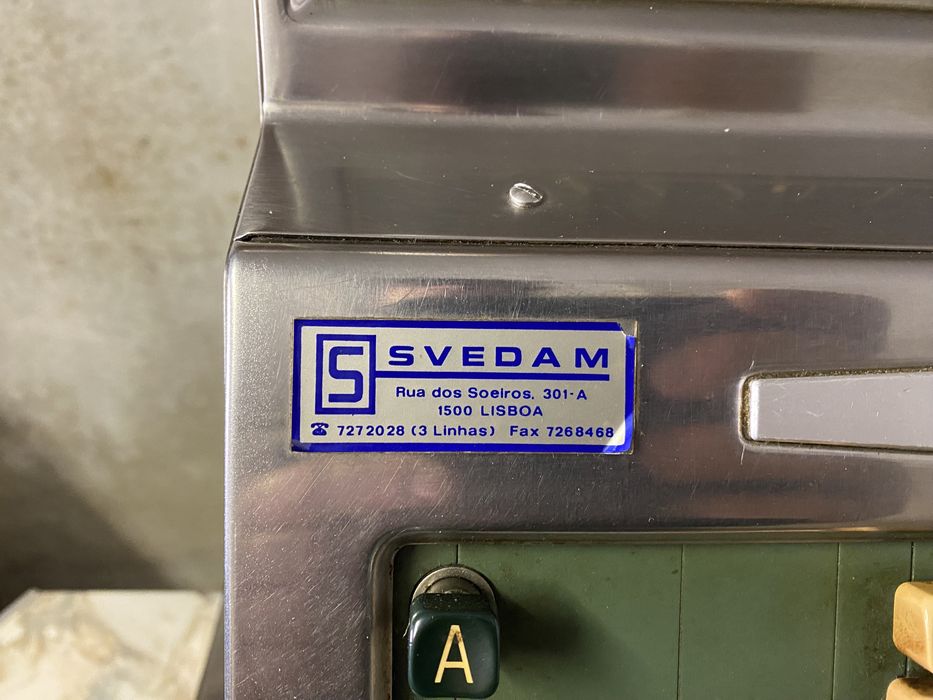 S SVEDAM
Rua dos Soeiros, 301-A
1500 LISBOA
☎ 7272028 (3 Linhas) Fax 7268468
A